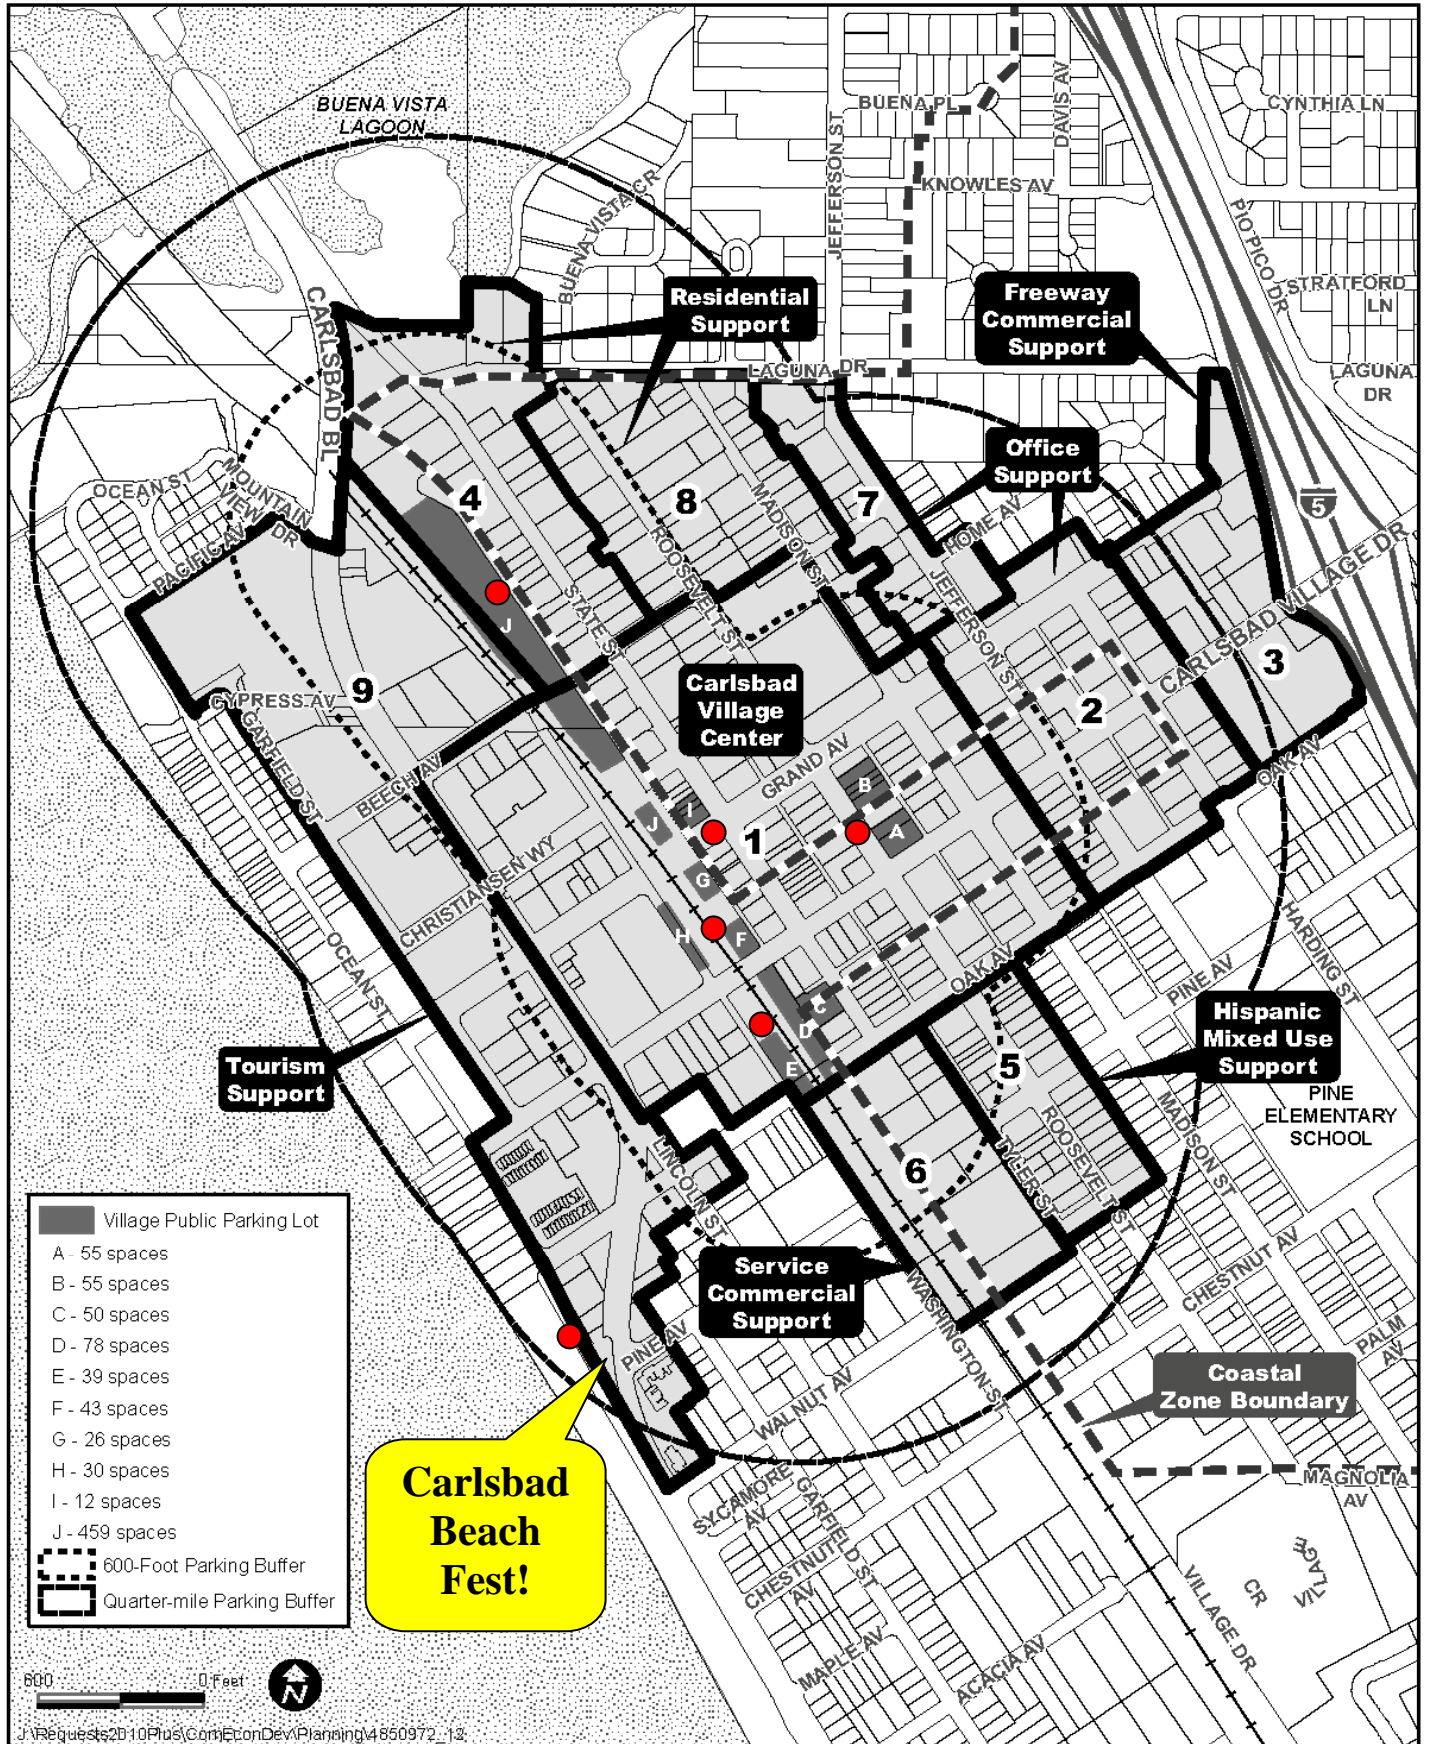 BUENA VISTA
LAGOON
BUENA PL
DAVIS AV
CYNTHIA LN
JEFFERSON ST
KNOWLES AV
BUENA VISTA CR
PIO PICO DR
STRATFORD
LN
Residential
Support
Freeway
Commercial
Support
CARLSBAD BL
LAGUNA DR
LAGUNA
DR
Office
Support
OCEAN ST
MOUNTAIN
VIEW DR
PACIFIC AV
4
8
7
MADISON ST
HOME AV
5
CARLSBAD VILLAGE DR
STATE ST
ROOSEVELT ST
JEFFERSON ST
J
9
CYPRESS AV
GARFIELD ST
BEECH AV
Carlsbad
Village
Center
GRAND AV
2
3
OAK AV
B
A
I
J
1
G
H
F
C
D
E
CHRISTIANSEN WY
OCEAN ST
OAK AV
PINE AV
HARDING ST
Tourism
Support
Hispanic
Mixed Use
Support
PINE
ELEMENTARY
SCHOOL
5
6
ROOSEVELT ST
TYLER ST
MADISON ST
LINCOLN ST
Service
Commercial
Support
WASHINGTON ST
CHESTNUT AV
PALM
AV
PINE AV
WALNUT AV
Coastal
Zone Boundary
MAGNOLIA
AV
Village Public Parking Lot
A - 55 spaces
B - 55 spaces
C - 50 spaces
D - 78 spaces
E - 39 spaces
F - 43 spaces
G - 26 spaces
H - 30 spaces
I - 12 spaces
J - 459 spaces
600-Foot Parking Buffer
Quarter-mile Parking Buffer
Carlsbad
Beach
Fest!
SYCAMORE
AV
GARFIELD ST
CHESTNUT
AV
MAPLE AV
ACACIA AV
VILLAGE DR
VILLAGE
CR
600
0 Feet
N
J:\Requests2010Plus\ComEconDev\Planning\4850972_12